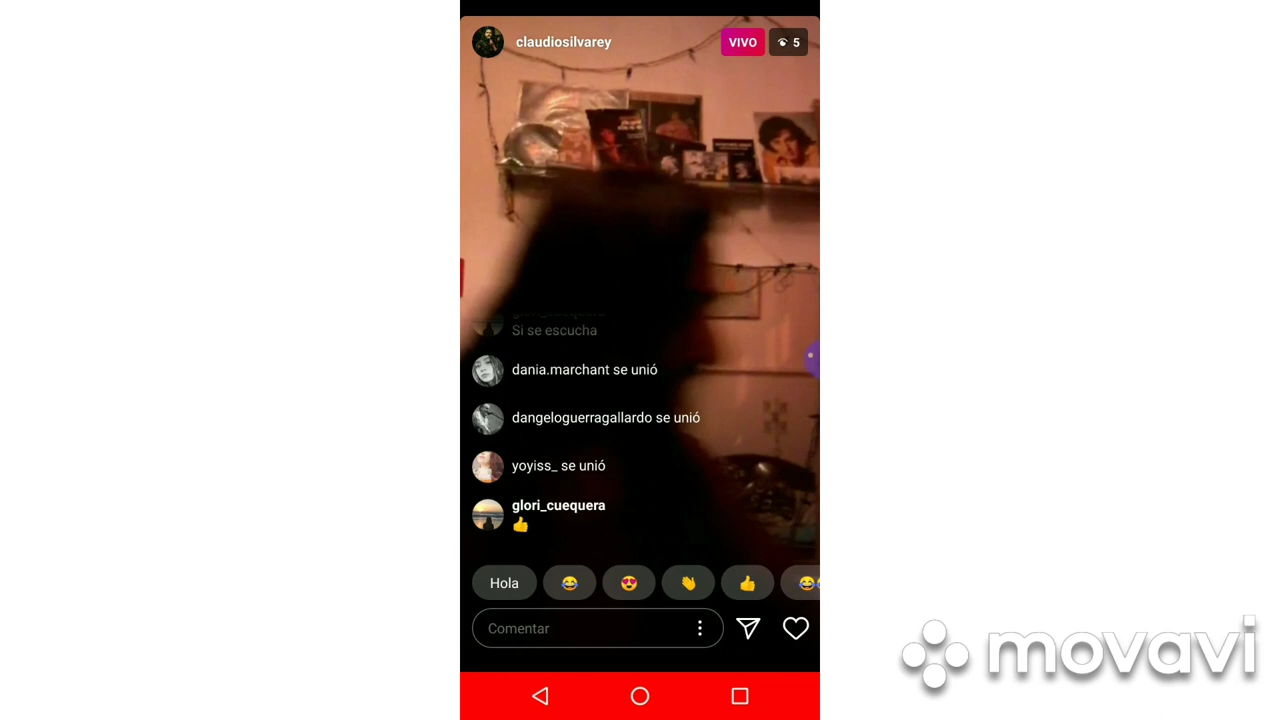 claudiosilvarey
VIVO
5
Si se escucha
dania.marchant se unió
dangeloguerragallardo se unió
yoyiss_ se unió
glori_cuequera
👍
Hola 😂 😍 👏 👍 😂
Comentar
movavi